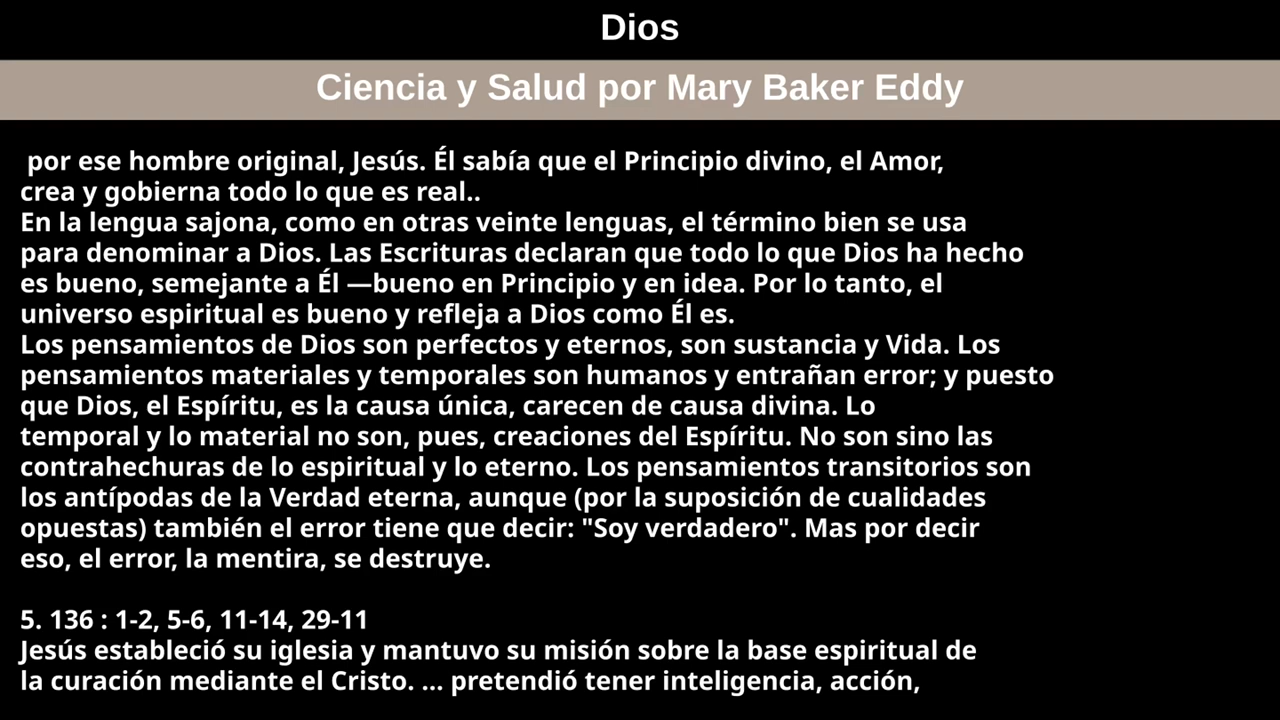 Dios
Ciencia y Salud por Mary Baker Eddy
por ese hombre original, Jesús. Él sabía que el Principio divino, el Amor,
crea y gobierna todo lo que es real..
En la lengua sajona, como en otras veinte lenguas, el término bien se usa
para denominar a Dios. Las Escrituras declaran que todo lo que Dios ha hecho
es bueno, semejante a Él —bueno en Principio y en idea. Por lo tanto, el
universo espiritual es bueno y refleja a Dios como Él es.
Los pensamientos de Dios son perfectos y eternos, son sustancia y Vida. Los
pensamientos materiales y temporales son humanos y entrañan error; y puesto
que Dios, el Espíritu, es la causa única, carecen de causa divina. Lo
temporal y lo material no son, pues, creaciones del Espíritu. No son sino las
contrahechuras de lo espiritual y lo eterno. Los pensamientos transitorios son
los antípodas de la Verdad eterna, aunque (por la suposición de cualidades
opuestas) también el error tiene que decir: "Soy verdadero". Mas por decir
eso, el error, la mentira, se destruye.
5. 136 : 1-2, 5-6, 11-14, 29-11
Jesús estableció su iglesia y mantuvo su misión sobre la base espiritual de
la curación mediante el Cristo. ... pretendió tener inteligencia, acción,